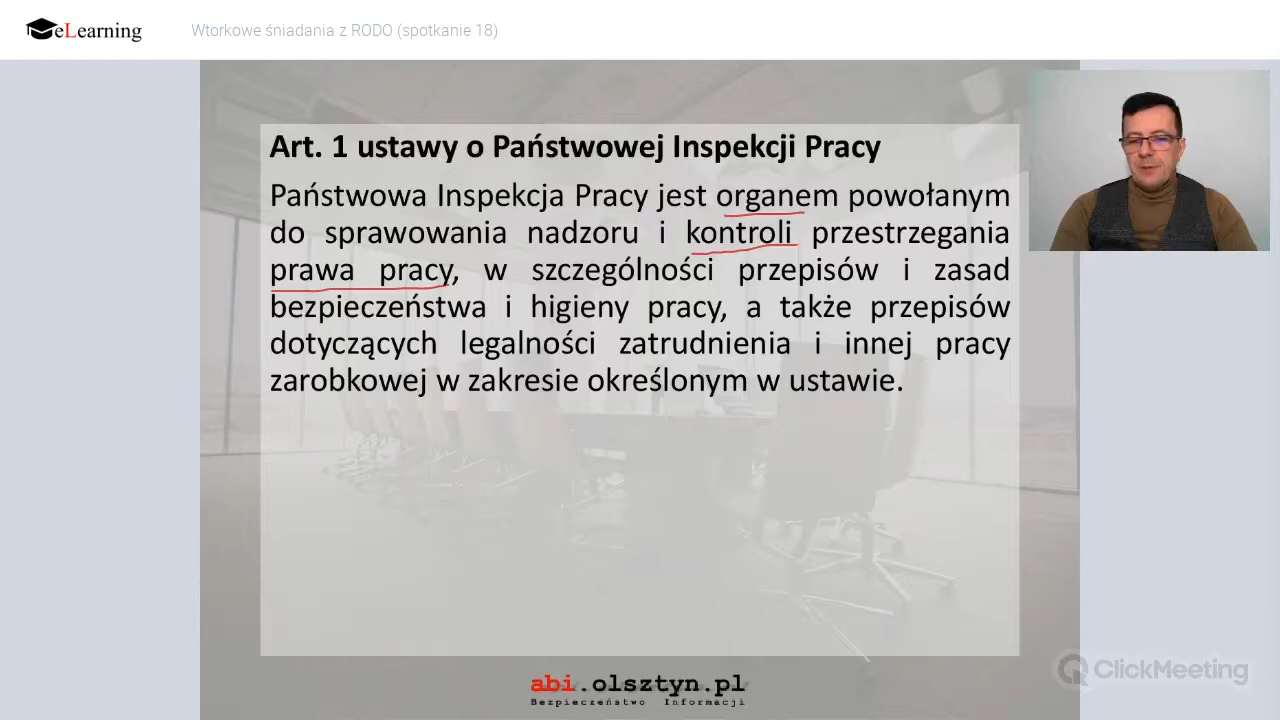 eLearning
Wtorkowe śniadania z RODO (spotkanie 18)
Art. 1 ustawy o Państwowej Inspekcji Pracy
Państwowa Inspekcja Pracy jest organem powołanym
do sprawowania nadzoru i kontroli przestrzegania
prawa pracy, w szczególności przepisów i zasad
bezpieczeństwa i higieny pracy, a także przepisów
dotyczących legalności zatrudnienia i innej pracy
zarobkowej w zakresie określonym w ustawie.
abi.olsztyn.pl
Bezpieczeństwo Informacji
ClickMeeting